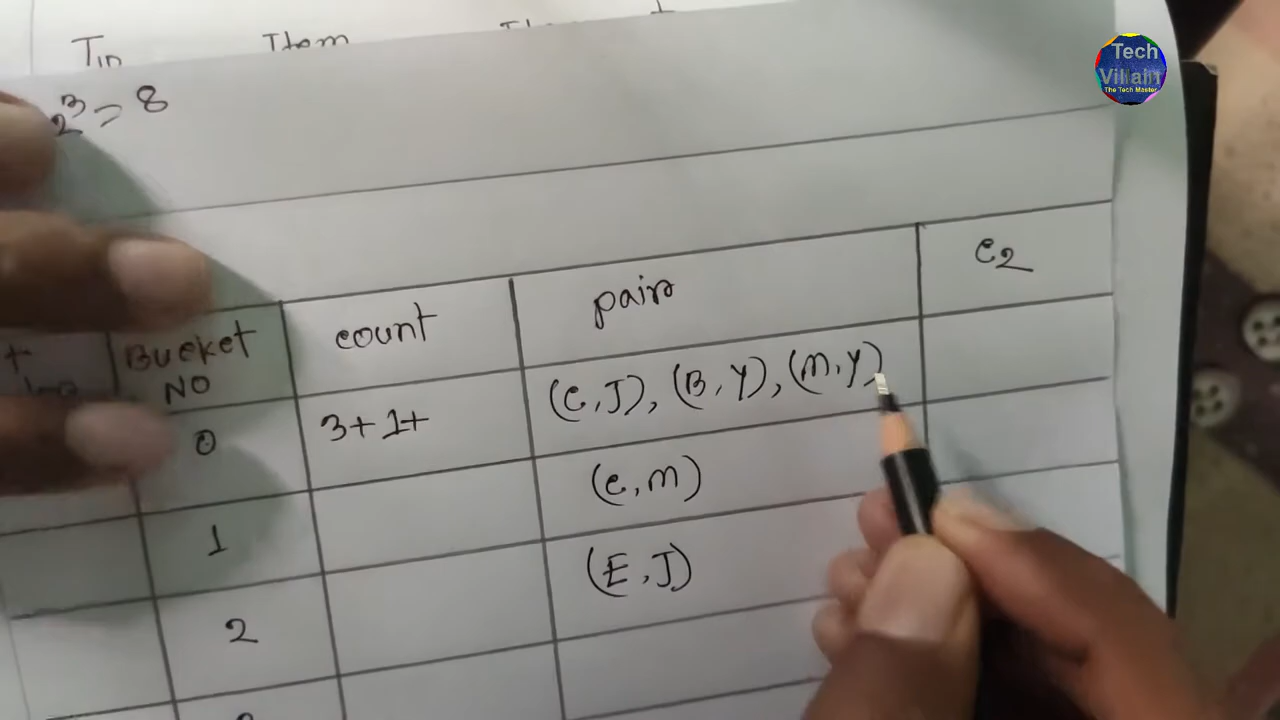 TID Item
2³ = 8
Bucket NO count pair C2
0 3+1+ (C,J), (B,Y), (M,Y)
1 (C,M)
2 (E,J)
Tech
Villain
The Tech Master